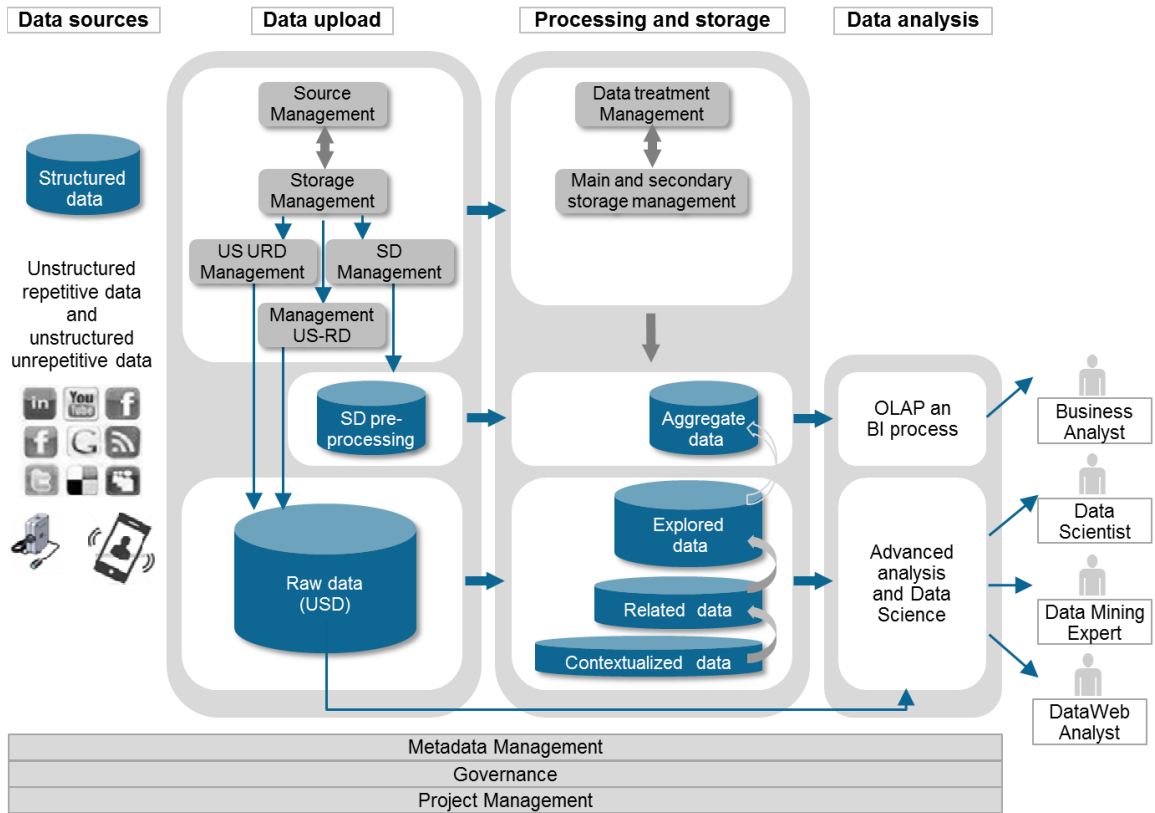 Data sources
Data upload
Processing and storage
Data analysis
Structured
data
Unstructured
repetitive data
and
unstructured
unrepetitive data
in
You
Tube
f
f
G
t
Source
Management
Storage
Management
US URD
Management
SD
Management
Management
US-RD
SD pre-
processing
Raw data
(USD)
Data treatment
Management
Main and secondary
storage management
Aggregate
data
Explored
data
Related data
Contextualized data
OLAP an
BI process
Advanced
analysis
and Data
Science
Business
Analyst
Data
Scientist
Data Mining
Expert
DataWeb
Analyst
Metadata Management
Governance
Project Management